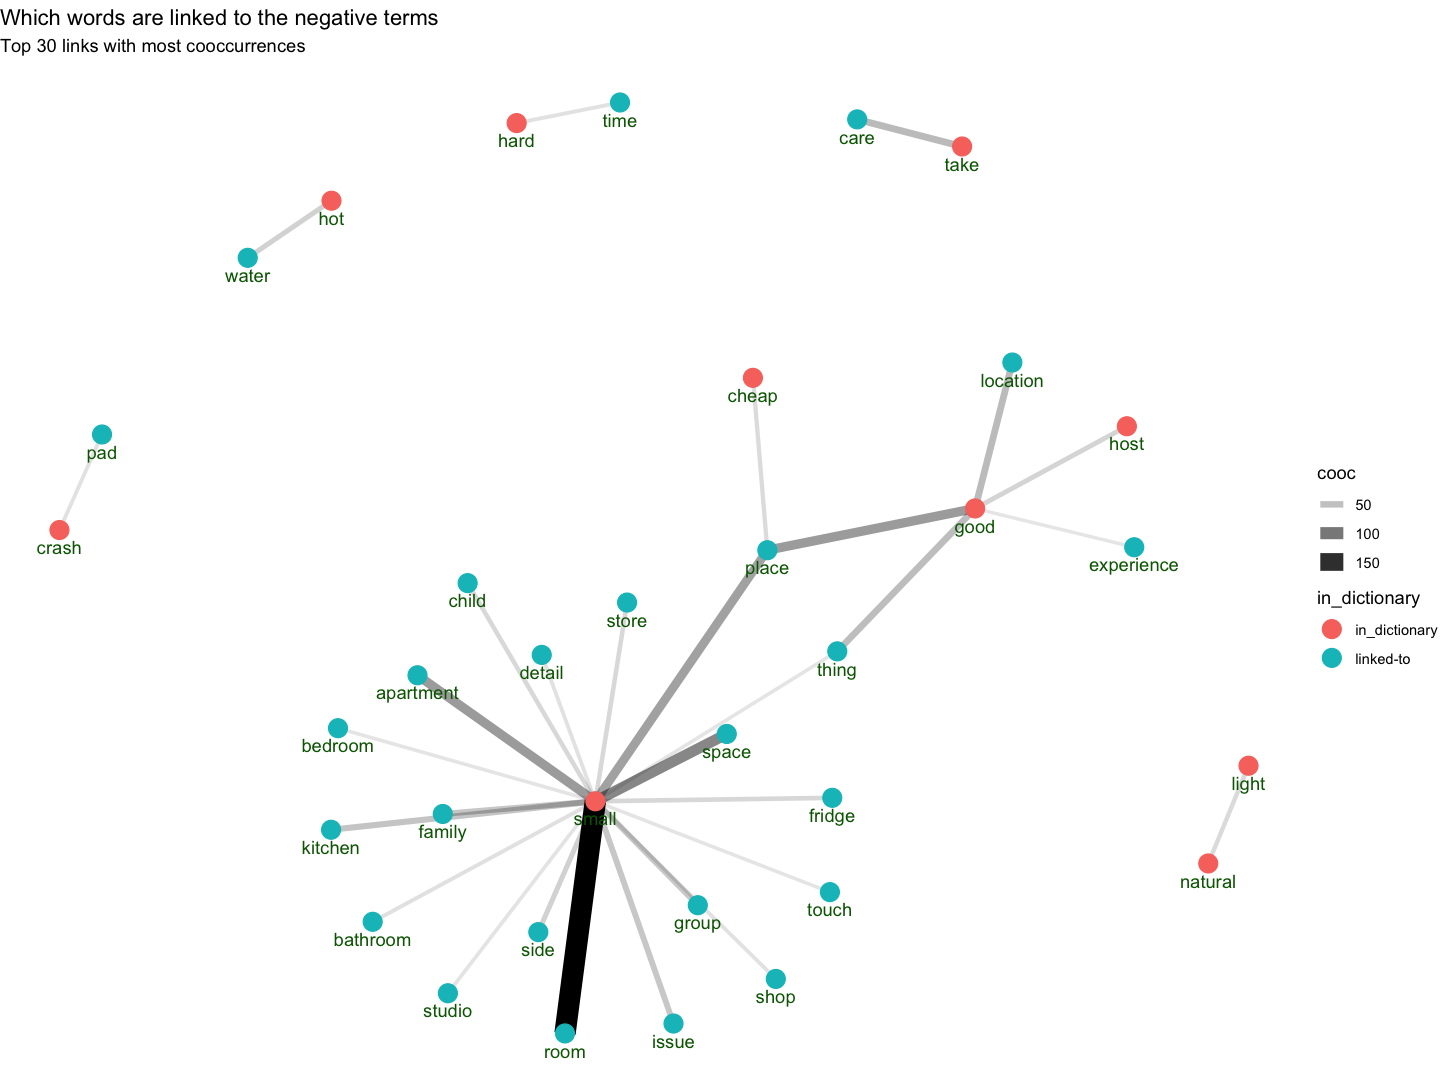 Which words are linked to the negative terms
Top 30 links with most cooccurrences
time
hard
care
take
hot
water
location
cheap
host
pad
cooc
50
good
100
crash
150
experience
place
in_dictionary
child
store
in_dictionary
linked-to
detail
thing
apartment
bedroom
space
light
fridge
small
family
kitchen
natural
touch
group
bathroom
side
shop
studio
issue
room